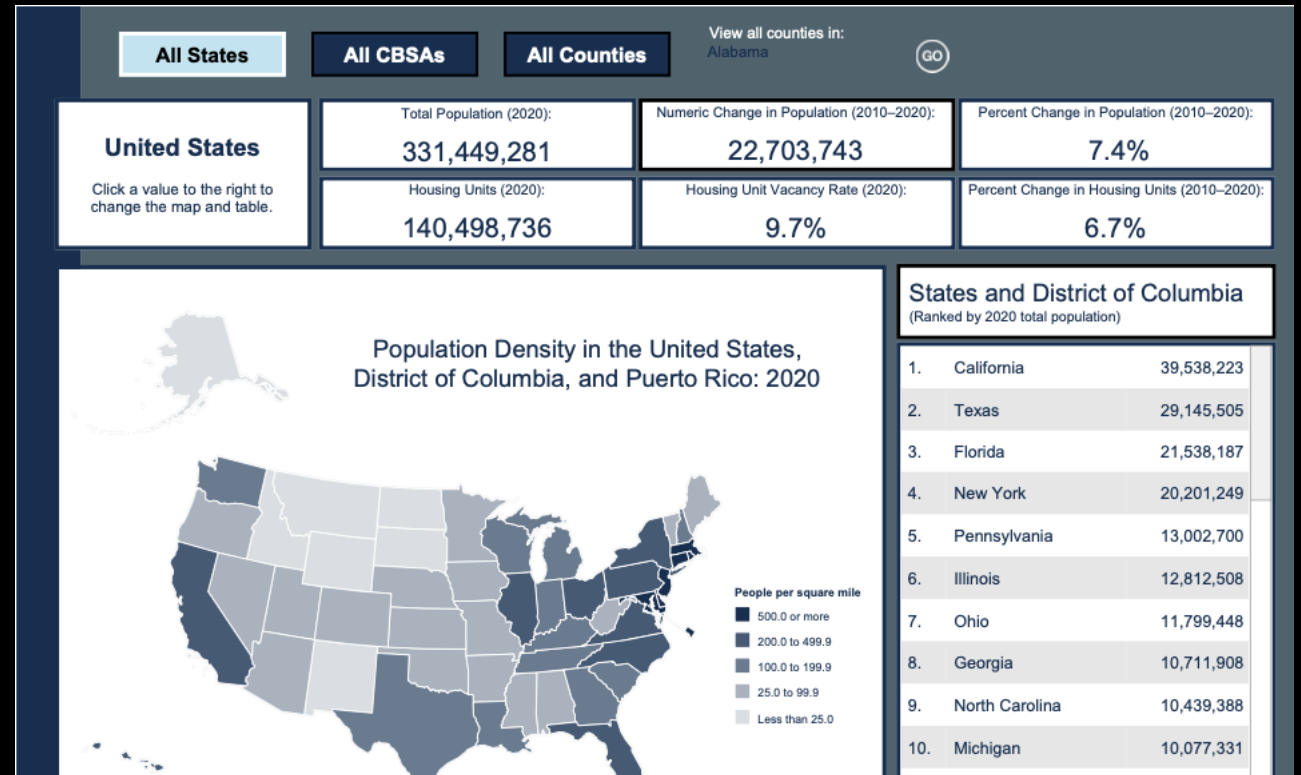 All States
All CBSAs
All Counties
View all counties in:
Alabama
GO
United States
Click a value to the right to
change the map and table.
Total Population (2020):
331,449,281
Numeric Change in Population (2010–2020):
22,703,743
Percent Change in Population (2010–2020):
7.4%
Housing Units (2020):
140,498,736
Housing Unit Vacancy Rate (2020):
9.7%
Percent Change in Housing Units (2010–2020):
6.7%
Population Density in the United States,
District of Columbia, and Puerto Rico: 2020
People per square mile
500.0 or more
200.0 to 499.9
100.0 to 199.9
25.0 to 99.9
Less than 25.0
States and District of Columbia
(Ranked by 2020 total population)
1. California 39,538,223
2. Texas 29,145,505
3. Florida 21,538,187
4. New York 20,201,249
5. Pennsylvania 13,002,700
6. Illinois 12,812,508
7. Ohio 11,799,448
8. Georgia 10,711,908
9. North Carolina 10,439,388
10. Michigan 10,077,331